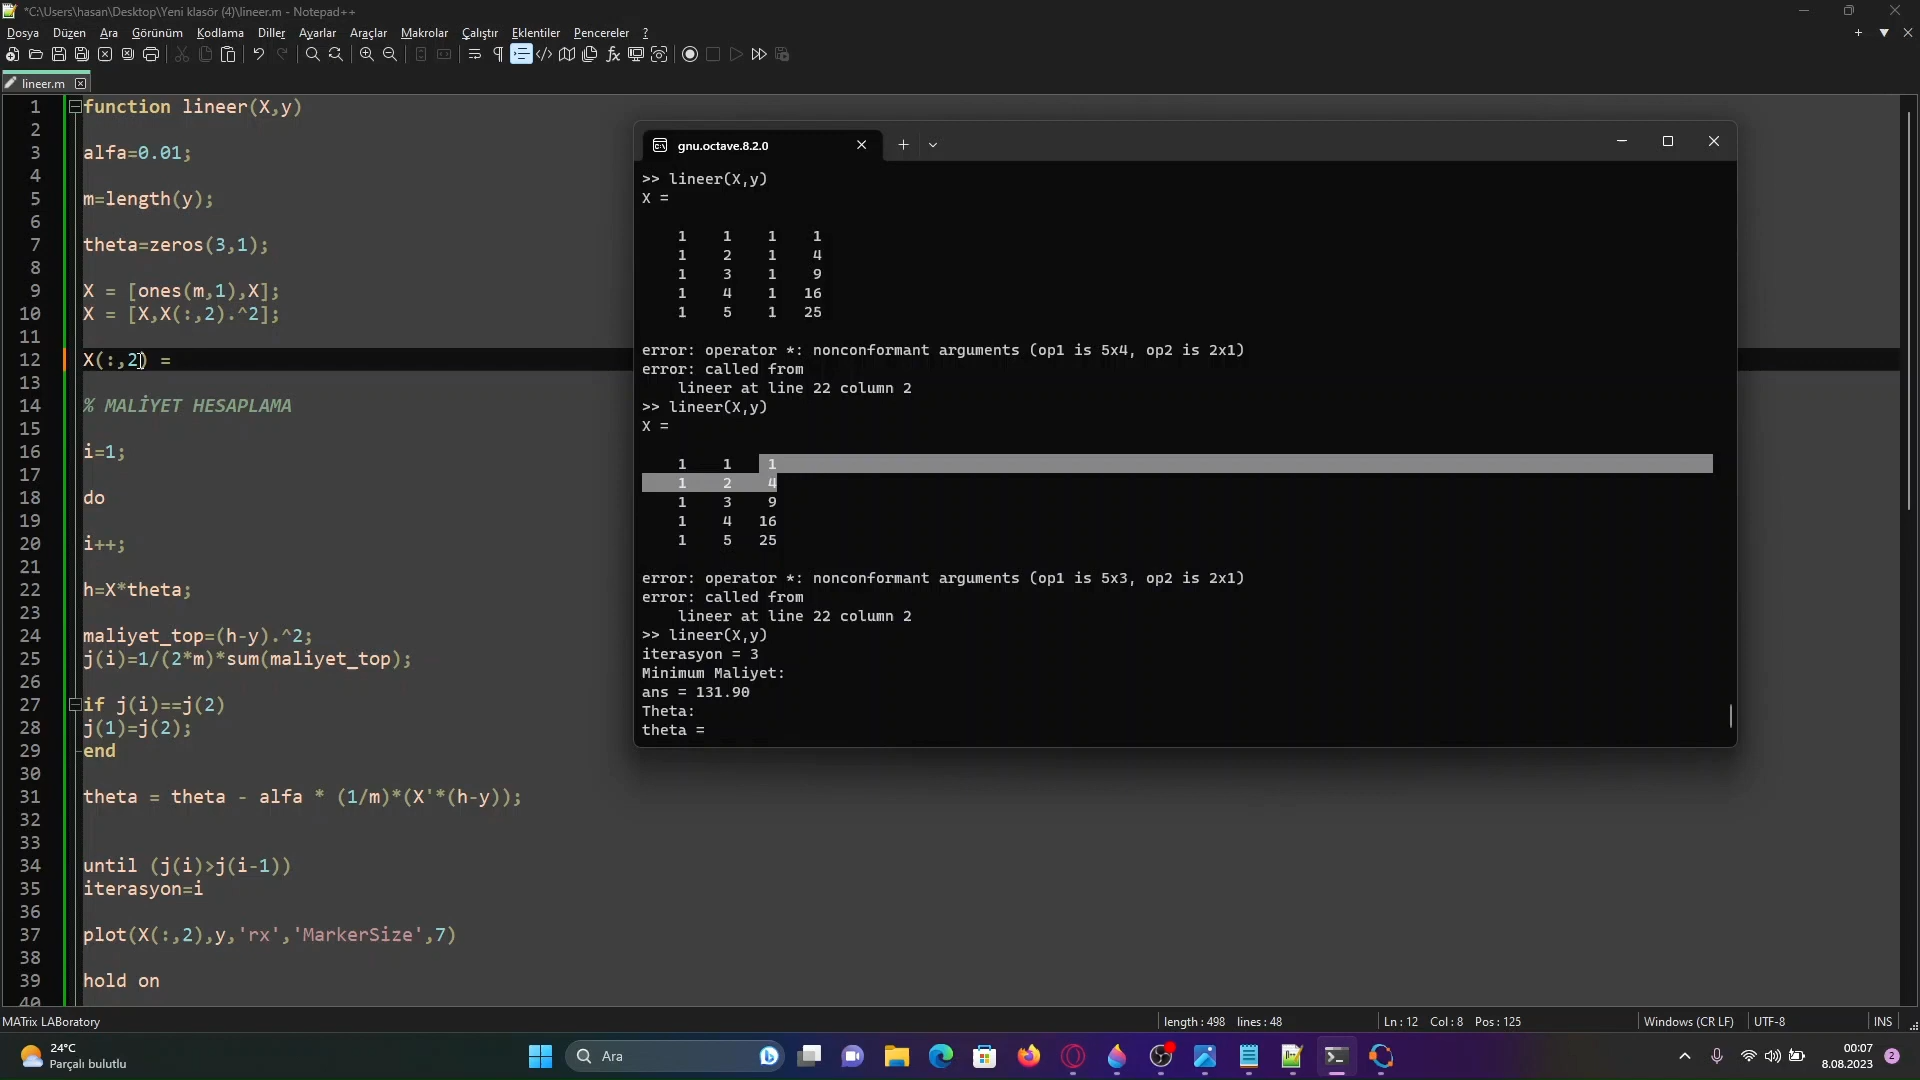 *C:\Users\hasan\Desktop\Yeni klasör (4)\lineer.m - Notepad++
Dosya Düzen Ara Görünüm Kodlama Diller Ayarlar Araçlar Makrolar Çalıştır Eklentiler Pencereler ?
lineer.m
1 function lineer(X,y)
2
3 alfa=0.01;
4
5 m=length(y);
6
7 theta=zeros(3,1);
8
9 X = [ones(m,1),X];
10 X = [X,X(:,2).^2];
11
12 X(:,2) =
13
14 % MALİYET HESAPLAMA
15
16 i=1;
17
18 do
19
20 i++;
21
22 h=X*theta;
23
24 maliyet_top=(h-y).^2;
25 j(i)=1/(2*m)*sum(maliyet_top);
26
27 if j(i)==j(2)
28 j(1)=j(2);
29 end
30
31 theta = theta - alfa * (1/m)*(X'*(h-y));
32
33
34 until (j(i)>j(i-1))
35 iterasyon=i
36
37 plot(X(:,2),y,'rx','MarkerSize',7)
38
39 hold on
40
gnu.octave.8.2.0
>> lineer(X,y)
X =
1 1 1 1
1 2 1 4
1 3 1 9
1 4 1 16
1 5 1 25
error: operator *: nonconformant arguments (op1 is 5x4, op2 is 2x1)
error: called from
lineer at line 22 column 2
>> lineer(X,y)
X =
1 1 1
1 2 4
1 3 9
1 4 16
1 5 25
error: operator *: nonconformant arguments (op1 is 5x3, op2 is 2x1)
error: called from
lineer at line 22 column 2
>> lineer(X,y)
iterasyon = 3
Minimum Maliyet:
ans = 131.90
Theta:
theta =
MATrix LABoratory length : 498 lines : 48 Ln : 12 Col : 8 Pos : 125 Windows (CR LF) UTF-8 INS
24°C
Parçalı bulutlu
Ara
00:07
8.08.2023
2